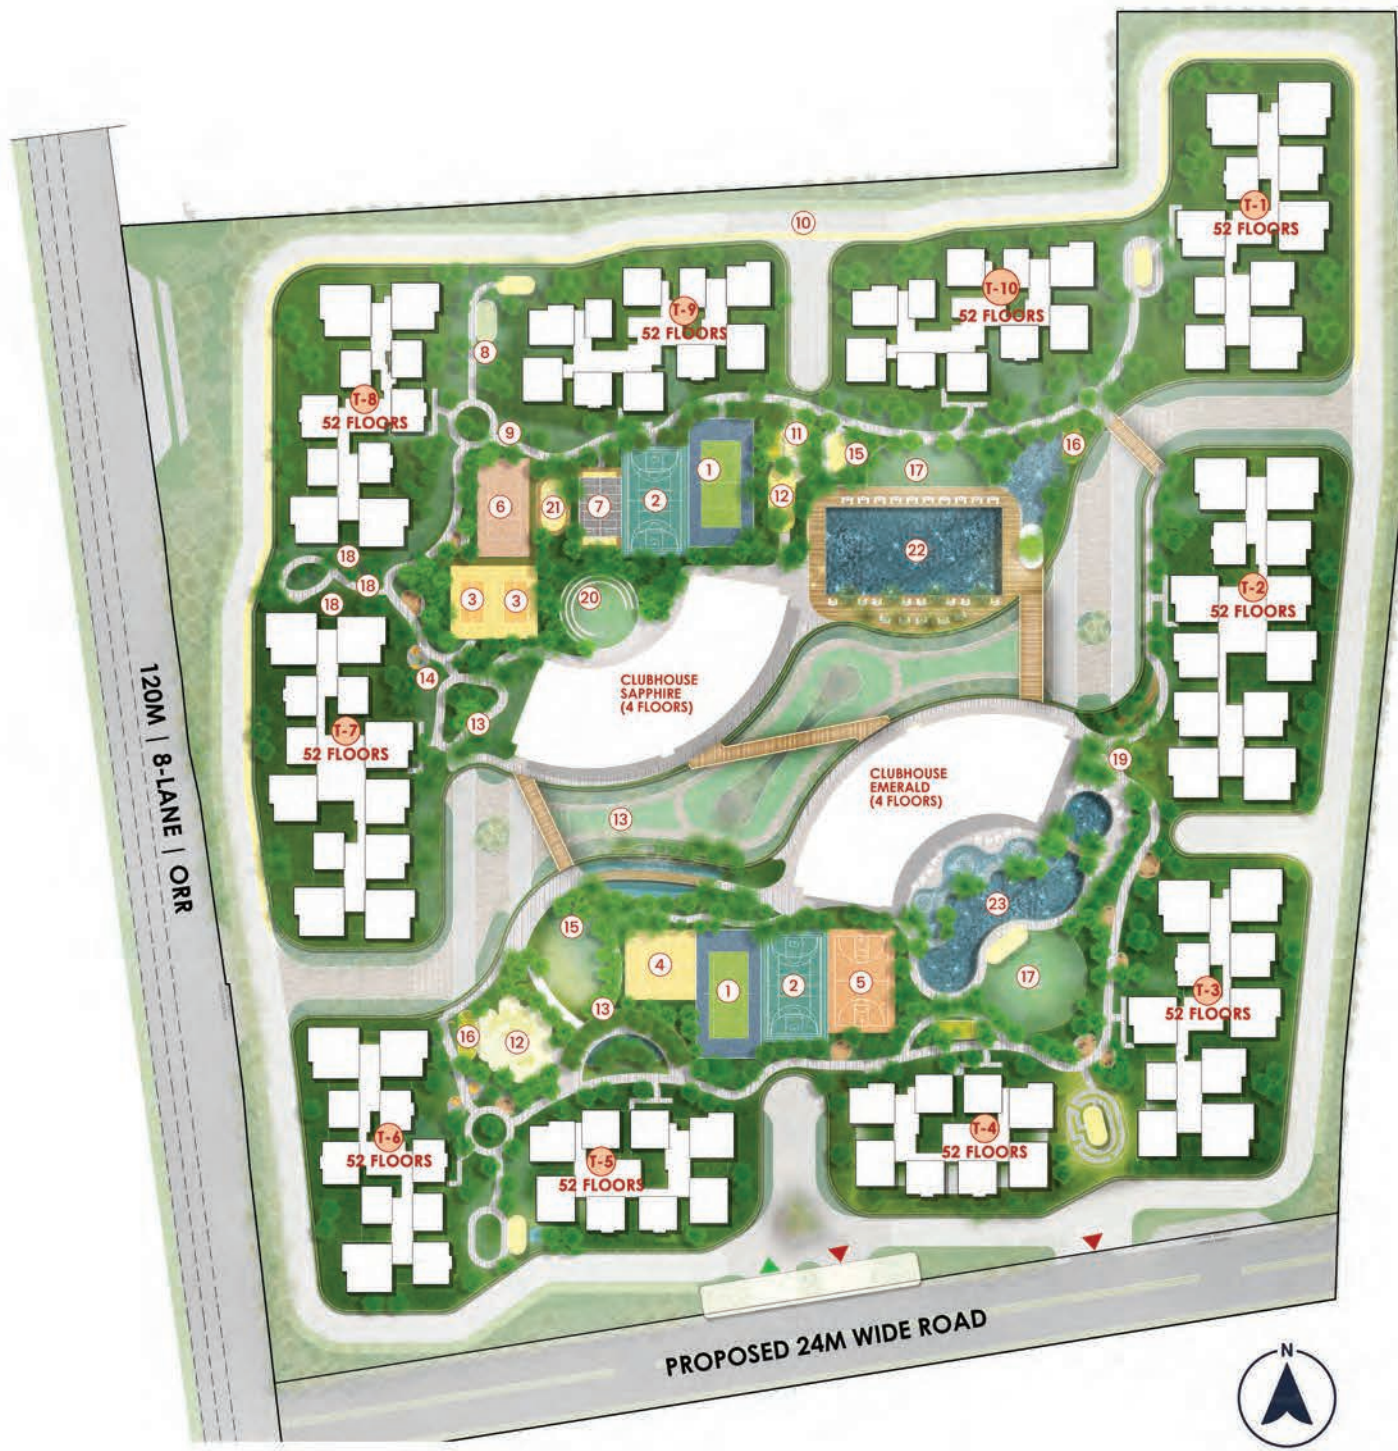 T-1
52 FLOORS
10
T-10
52 FLOORS
T-9
52 FLOORS
8
T-8
52 FLOORS
9
11
15
17
16
1
2
12
6
21
7
22
18
18
18
3
3
20
T-2
52 FLOORS
14
CLUBHOUSE
SAPPHIRE
(4 FLOORS)
13
T-7
52 FLOORS
120M | 8-LANE | ORR
19
CLUBHOUSE
EMERALD
(4 FLOORS)
13
23
15
4
1
2
5
17
T-3
52 FLOORS
13
16
12
T-6
52 FLOORS
T-5
52 FLOORS
T-4
52 FLOORS
PROPOSED 24M WIDE ROAD
N